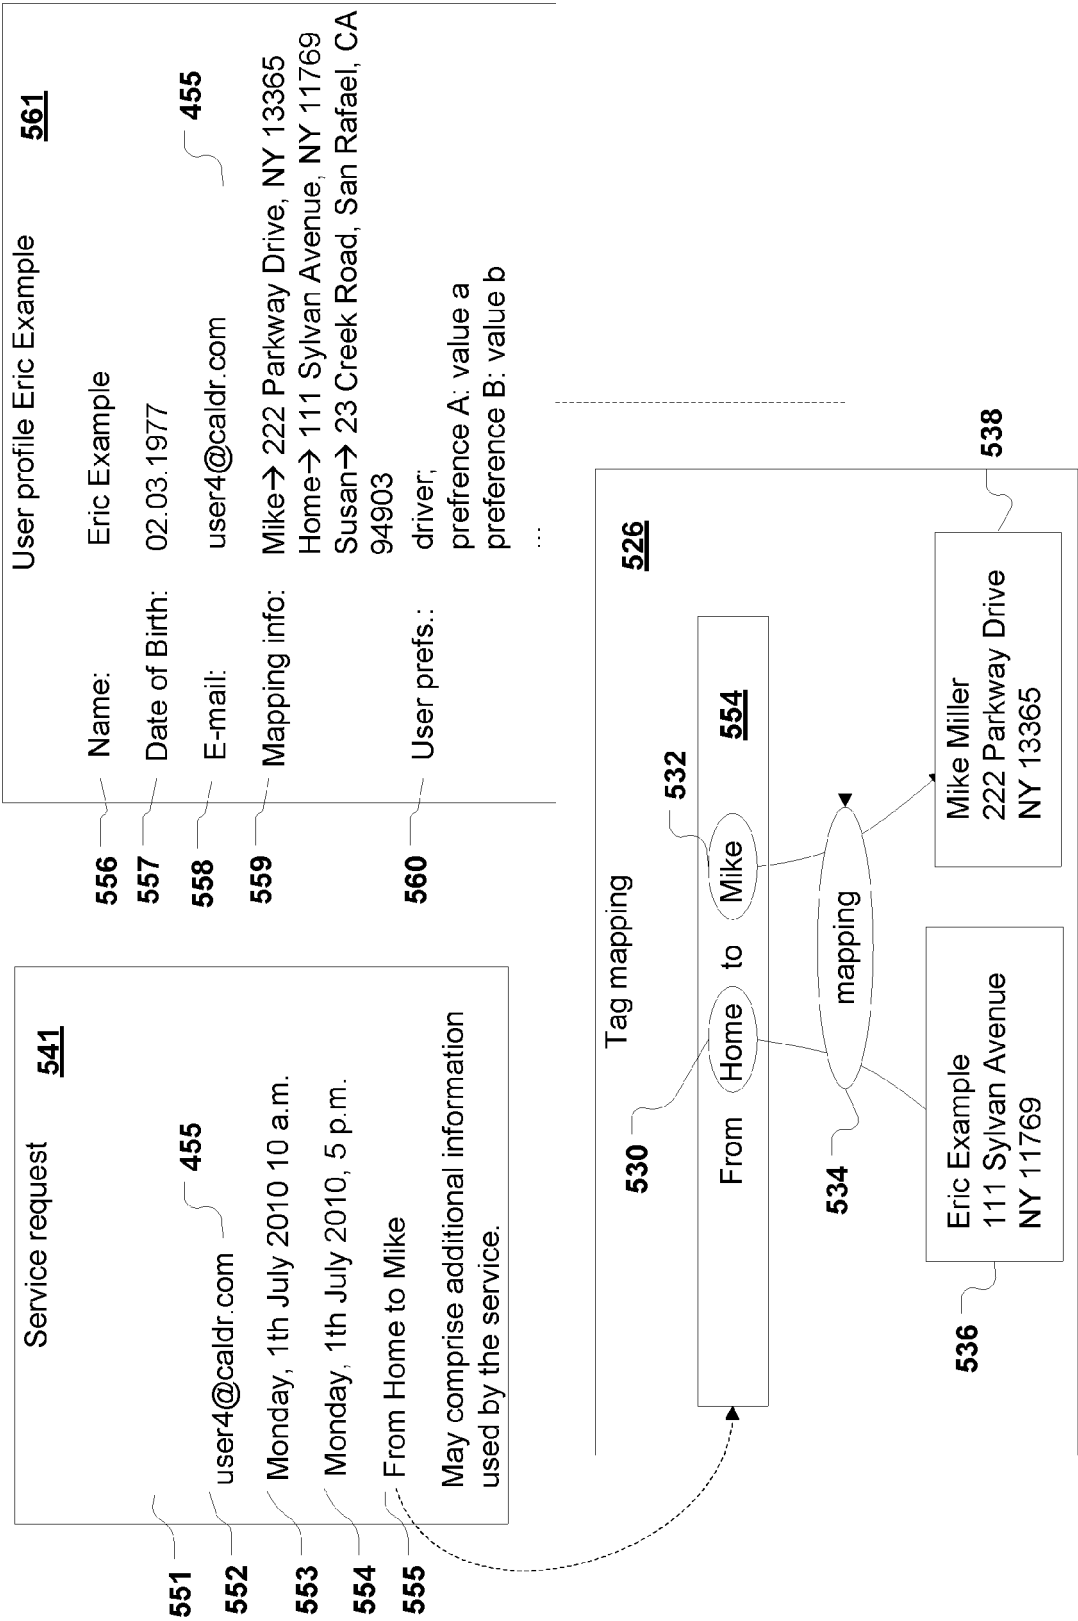 Service request
541
455
user4@caldr.com
Monday, 1th July 2010 10 a.m.
Monday, 1th July 2010, 5 p.m.
From Home to Mike
May comprise additional information
used by the service.
551
552
553
554
555
User profile Eric Example
561
Name: Eric Example
Date of Birth: 02.03.1977
E-mail: user4@caldr.com
455
Mapping info: Mike→ 222 Parkway Drive, NY 13365
Home→ 111 Sylvan Avenue, NY 11769
Susan→ 23 Creek Road, San Rafael, CA
94903
User prefs.: driver;
prefrence A: value a
preference B: value b
...
556
557
558
559
560
Tag mapping
526
530
532
From Home to Mike
554
534
mapping
536
Eric Example
111 Sylvan Avenue
NY 11769
538
Mike Miller
222 Parkway Drive
NY 13365